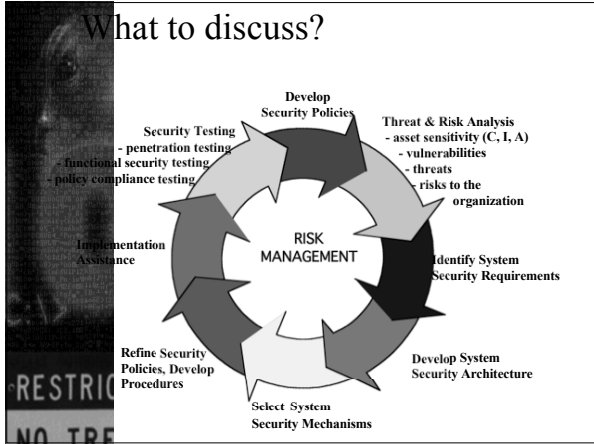 What to discuss?
Develop
Security Policies
Threat & Risk Analysis
- asset sensitivity (C, I, A)
- vulnerabilities
- threats
- risks to the
organization
Identify System
Security Requirements
Develop System
Security Architecture
Select System
Security Mechanisms
Refine Security
Policies, Develop
Procedures
Implementation
Assistance
Security Testing
- penetration testing
- functional security testing
- policy compliance testing
RISK
MANAGEMENT
RESTRIC
NO TRE